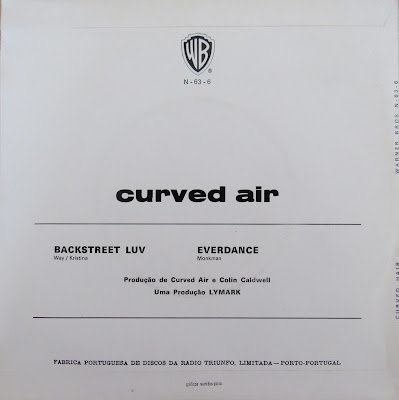 WB
®
N-63-6
curved air
BACKSTREET LUV
Way / Kristina
EVERDANCE
Monkman
Produção de Curved Air e Colin Caldwell
Uma Produção LYMARK
FABRICA PORTUGUESA DE DISCOS DA RADIO TRIUNFO, LIMITADA — PORTO-PORTUGAL
WARNER BROS N-63-6
CURVED HAIR